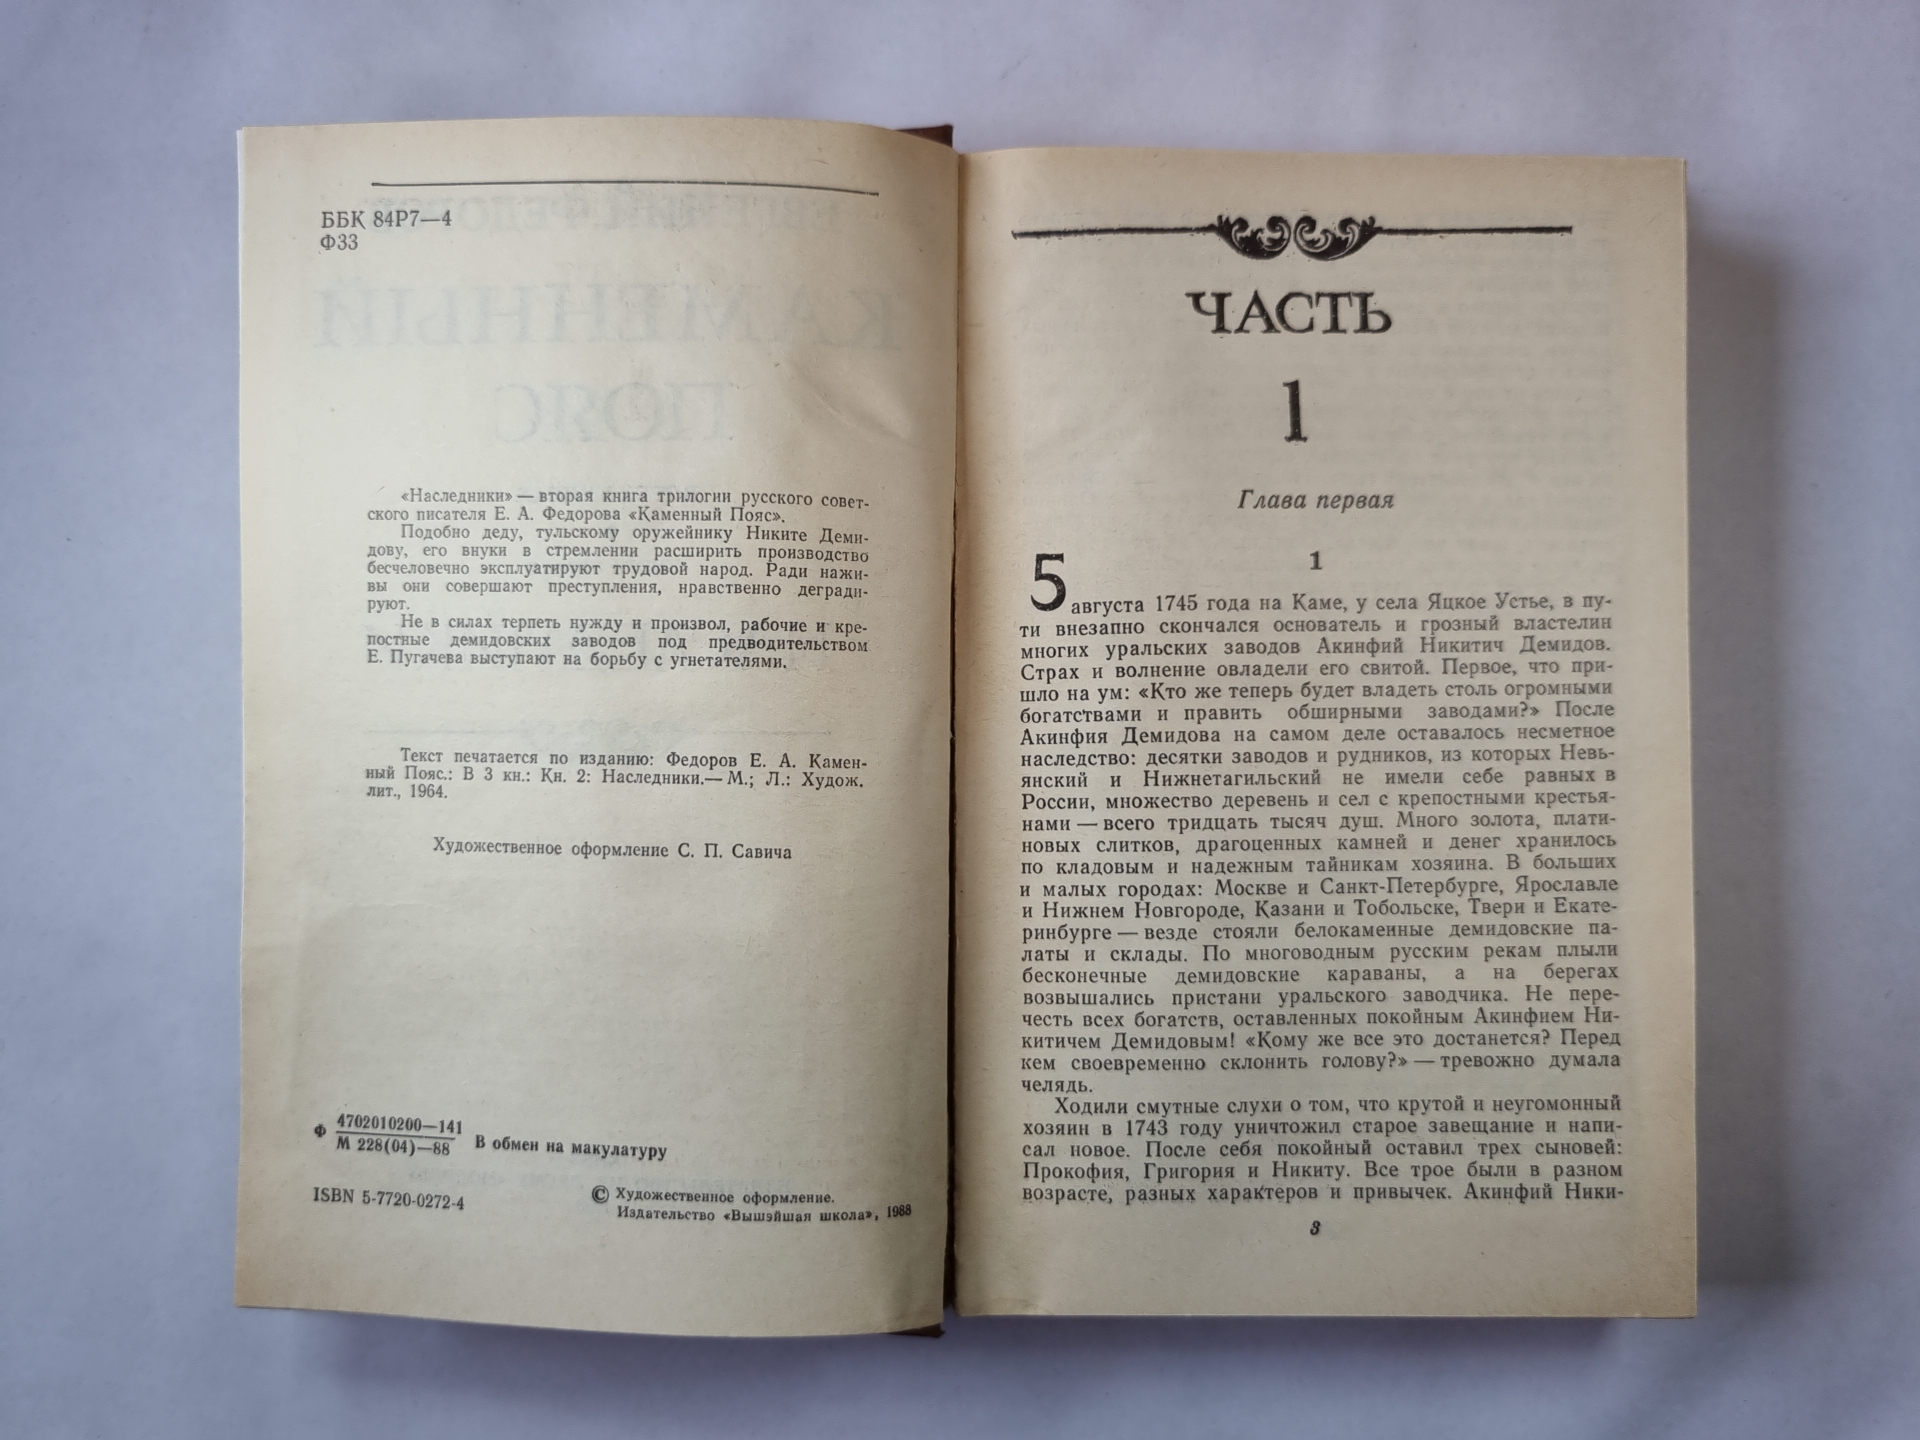 ББК 84Р7—4
Ф33
«Наследники» — вторая книга трилогии русского совет-
ского писателя Е. А. Федорова «Каменный Пояс».
Подобно деду, тульскому оружейнику Никите Деми-
дову, его внуки в стремлении расширить производство
бесчеловечно эксплуатируют трудовой народ. Ради нажи-
вы они совершают преступления, нравственно дегради-
руют.
Не в силах терпеть нужду и произвол, рабочие и кре-
постные демидовских заводов под предводительством
Е. Пугачева выступают на борьбу с угнетателями.
Текст печатается по изданию: Федоров Е. А. Камен-
ный Пояс.: В 3 кн.: Кн. 2: Наследники.— М.; Л.: Худож.
лит., 1964.
Художественное оформление С. П. Савича
Ф 4702010200—141
М 228(04)—88 В обмен на макулатуру
ISBN 5-7720-0272-4
© Художественное оформление.
Издательство «Вышэйшая школа», 1988
ЧАСТЬ
1
Глава первая
1
5 августа 1745 года на Каме, у села Яцкое Устье, в пу-
ти внезапно скончался основатель и грозный властелин
многих уральских заводов Акинфий Никитич Демидов.
Страх и волнение овладели его свитой. Первое, что при-
шло на ум: «Кто же теперь будет владеть столь огромными
богатствами и править обширными заводами?» После
Акинфия Демидова на самом деле оставалось несметное
наследство: десятки заводов и рудников, из которых Невь-
янский и Нижнетагильский не имели себе равных в
России, множество деревень и сел с крепостными крестья-
нами — всего тридцать тысяч душ. Много золота, плати-
новых слитков, драгоценных камней и денег хранилось
по кладовым и надежным тайникам хозяина. В больших
и малых городах: Москве и Санкт-Петербурге, Ярославле
и Нижнем Новгороде, Казани и Тобольске, Твери и Екате-
ринбурге — везде стояли белокаменные демидовские па-
латы и склады. По многоводным русским рекам плыли
бесконечные демидовские караваны, а на берегах
возвышались пристани уральского заводчика. Не пере-
честь всех богатств, оставленных покойным Акинфием Ни-
китичем Демидовым! «Кому же все это достанется? Перед
кем своевременно склонить голову?» — тревожно думала
челядь.
Ходили смутные слухи о том, что крутой и неугомонный
хозяин в 1743 году уничтожил старое завещание и напи-
сал новое. После себя покойный оставил трех сыновей:
Прокофия, Григория и Никиту. Все трое были в разном
возрасте, разных характеров и привычек. Акинфий Ники-
3